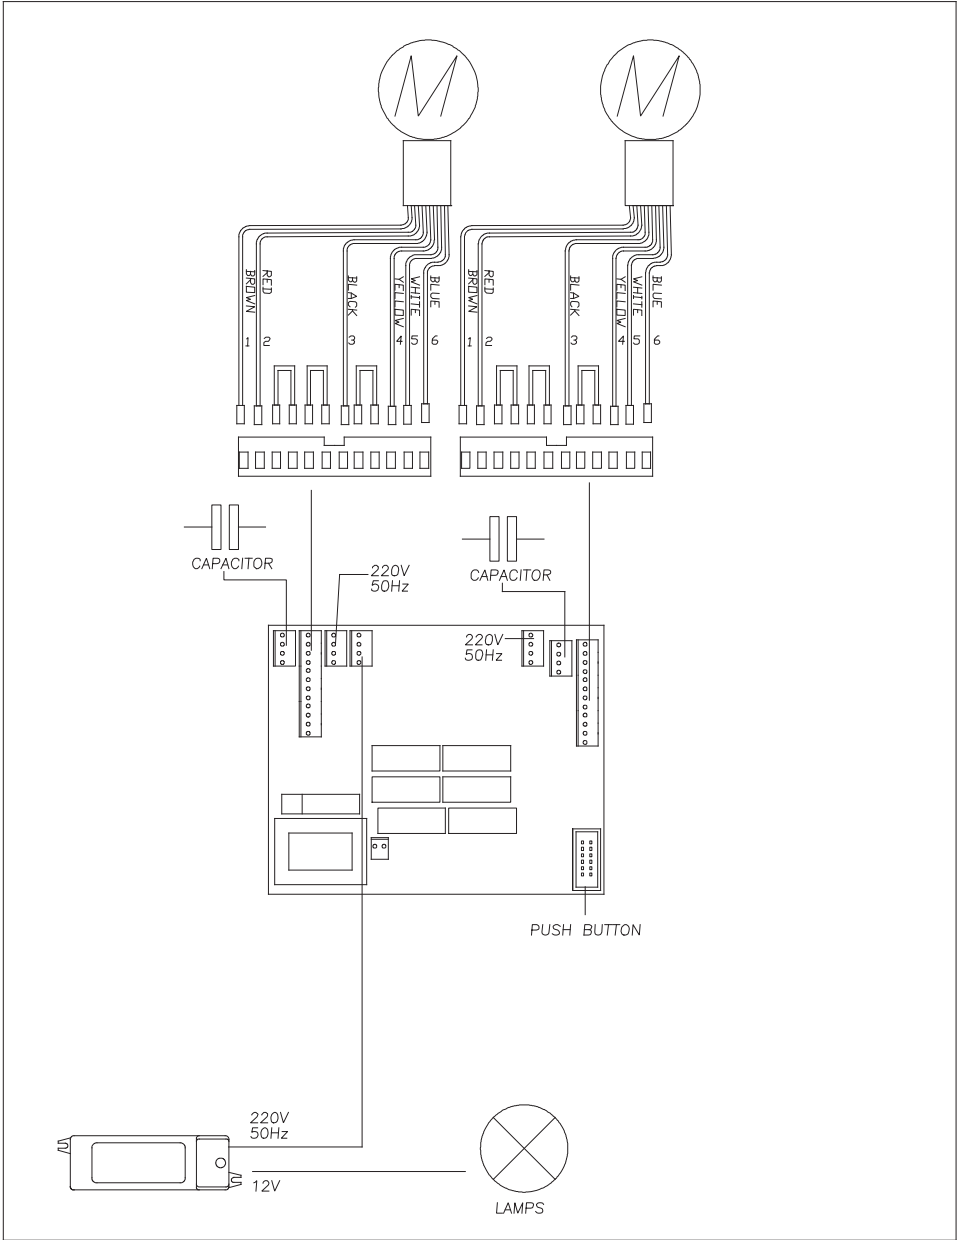 M M
BROWN RED BLACK YELLOW WHITE BLUE
1 2 3 4 5 6
BROWN RED BLACK YELLOW WHITE BLUE
1 2 3 4 5 6
CAPACITOR
220V
50Hz
CAPACITOR
220V
50Hz
PUSH BUTTON
220V
50Hz
12V
LAMPS